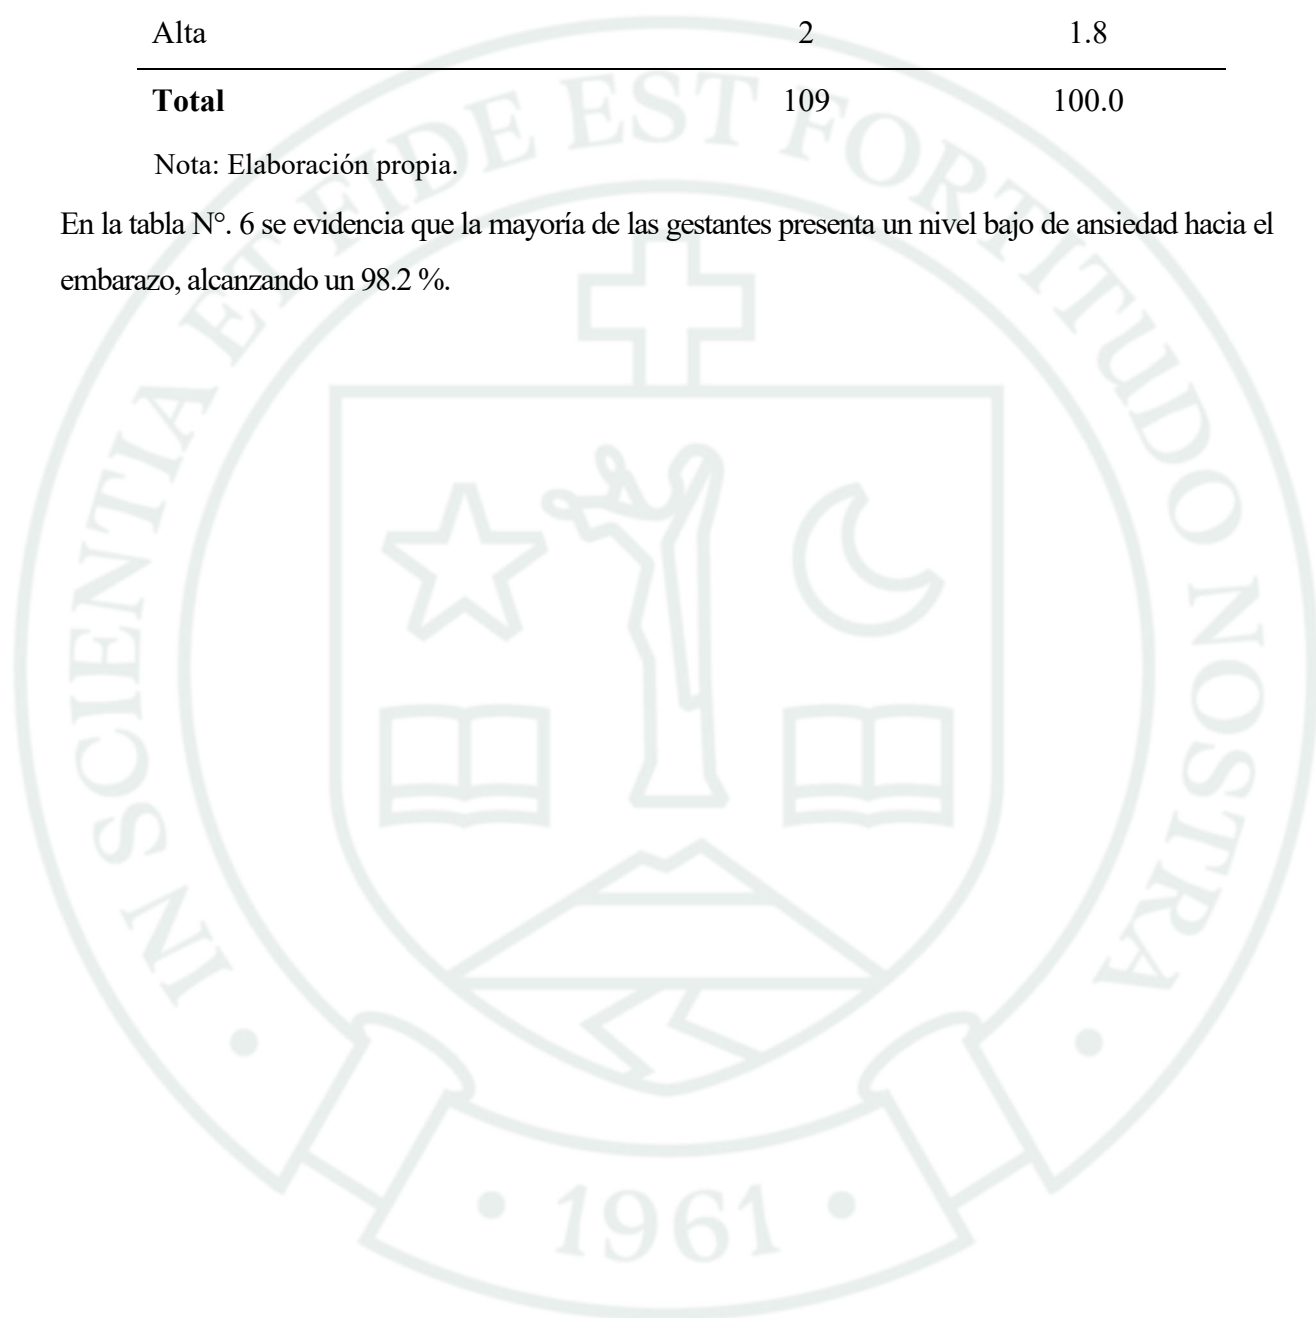 Alta 2 1.8
Total 109 100.0
Nota: Elaboración propia.
En la tabla N°. 6 se evidencia que la mayoría de las gestantes presenta un nivel bajo de ansiedad hacia el
embarazo, alcanzando un 98.2 %.
IN SCIENTIA ET FIDE EST FORTITUDO NOSTRA
• 1961 •